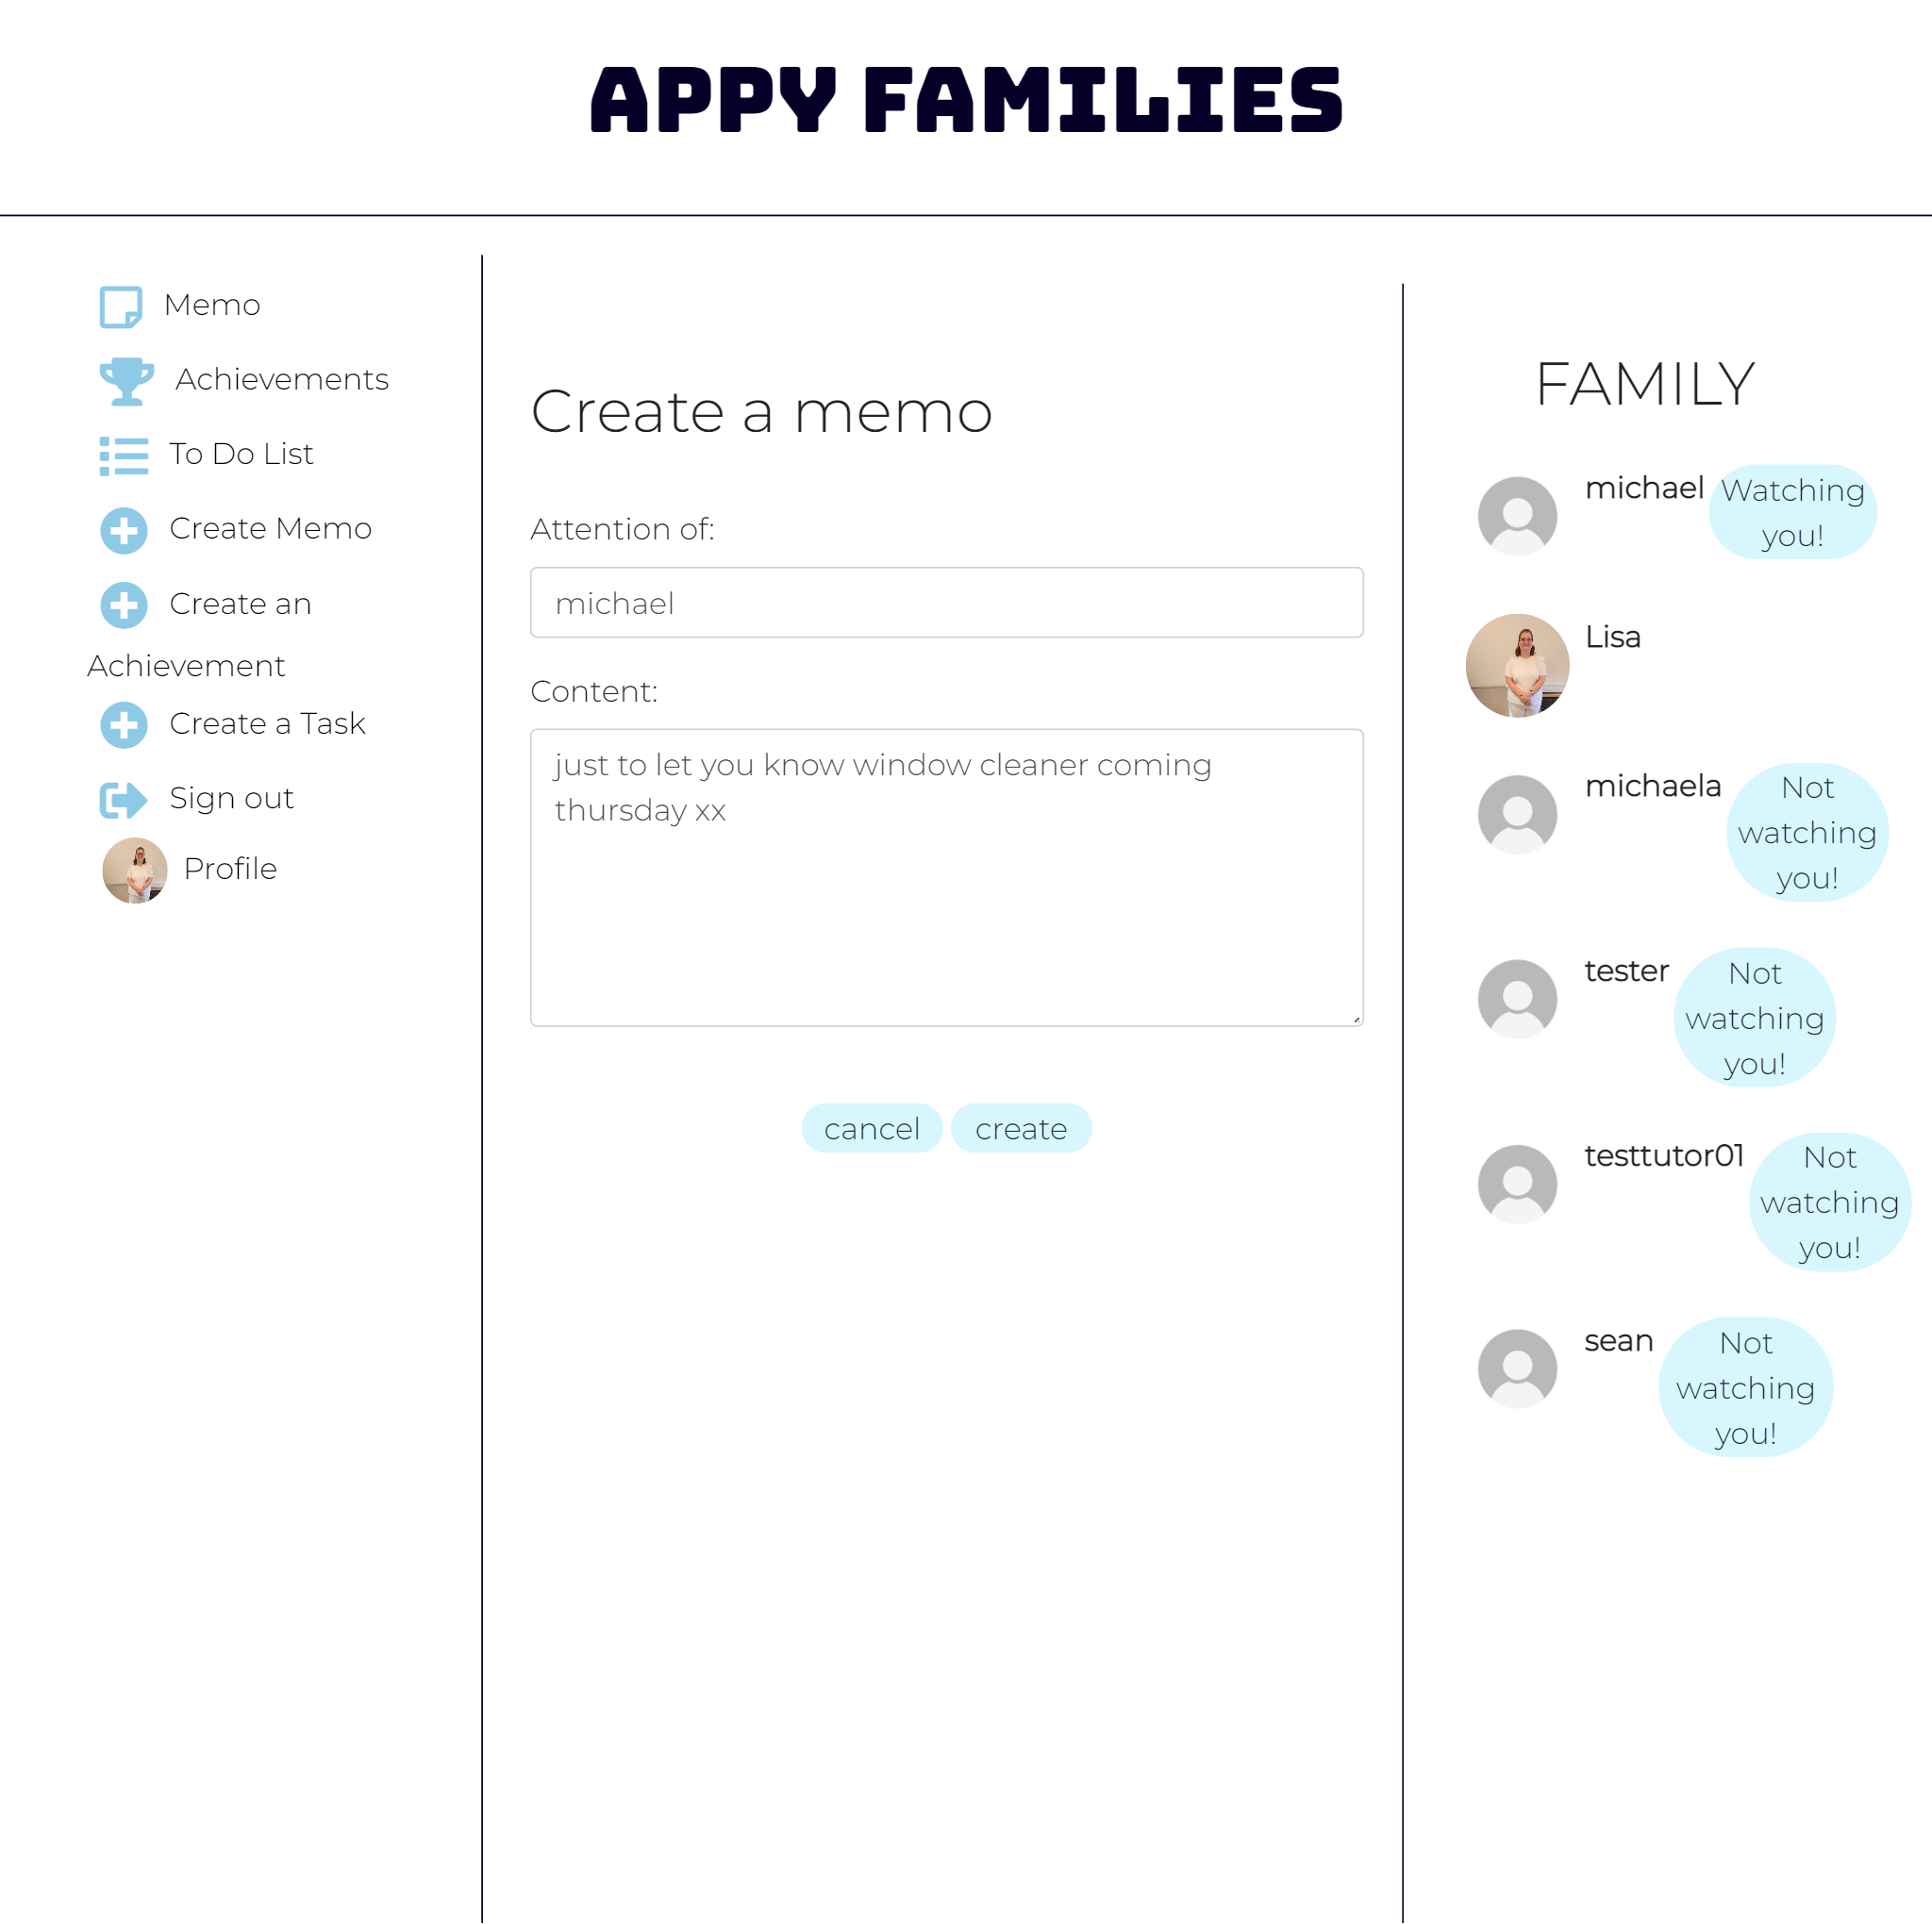 APPY FAMILIES
Memo
Achievements
To Do List
Create Memo
Create an
Achievement
Create a Task
Sign out
Profile
Create a memo
Attention of:
michael
Content:
just to let you know window cleaner coming
thursday xx
cancel create
FAMILY
michael
Watching
you!
Lisa
michaela
Not
watching
you!
tester
Not
watching
you!
testtutor01
Not
watching
you!
sean
Not
watching
you!